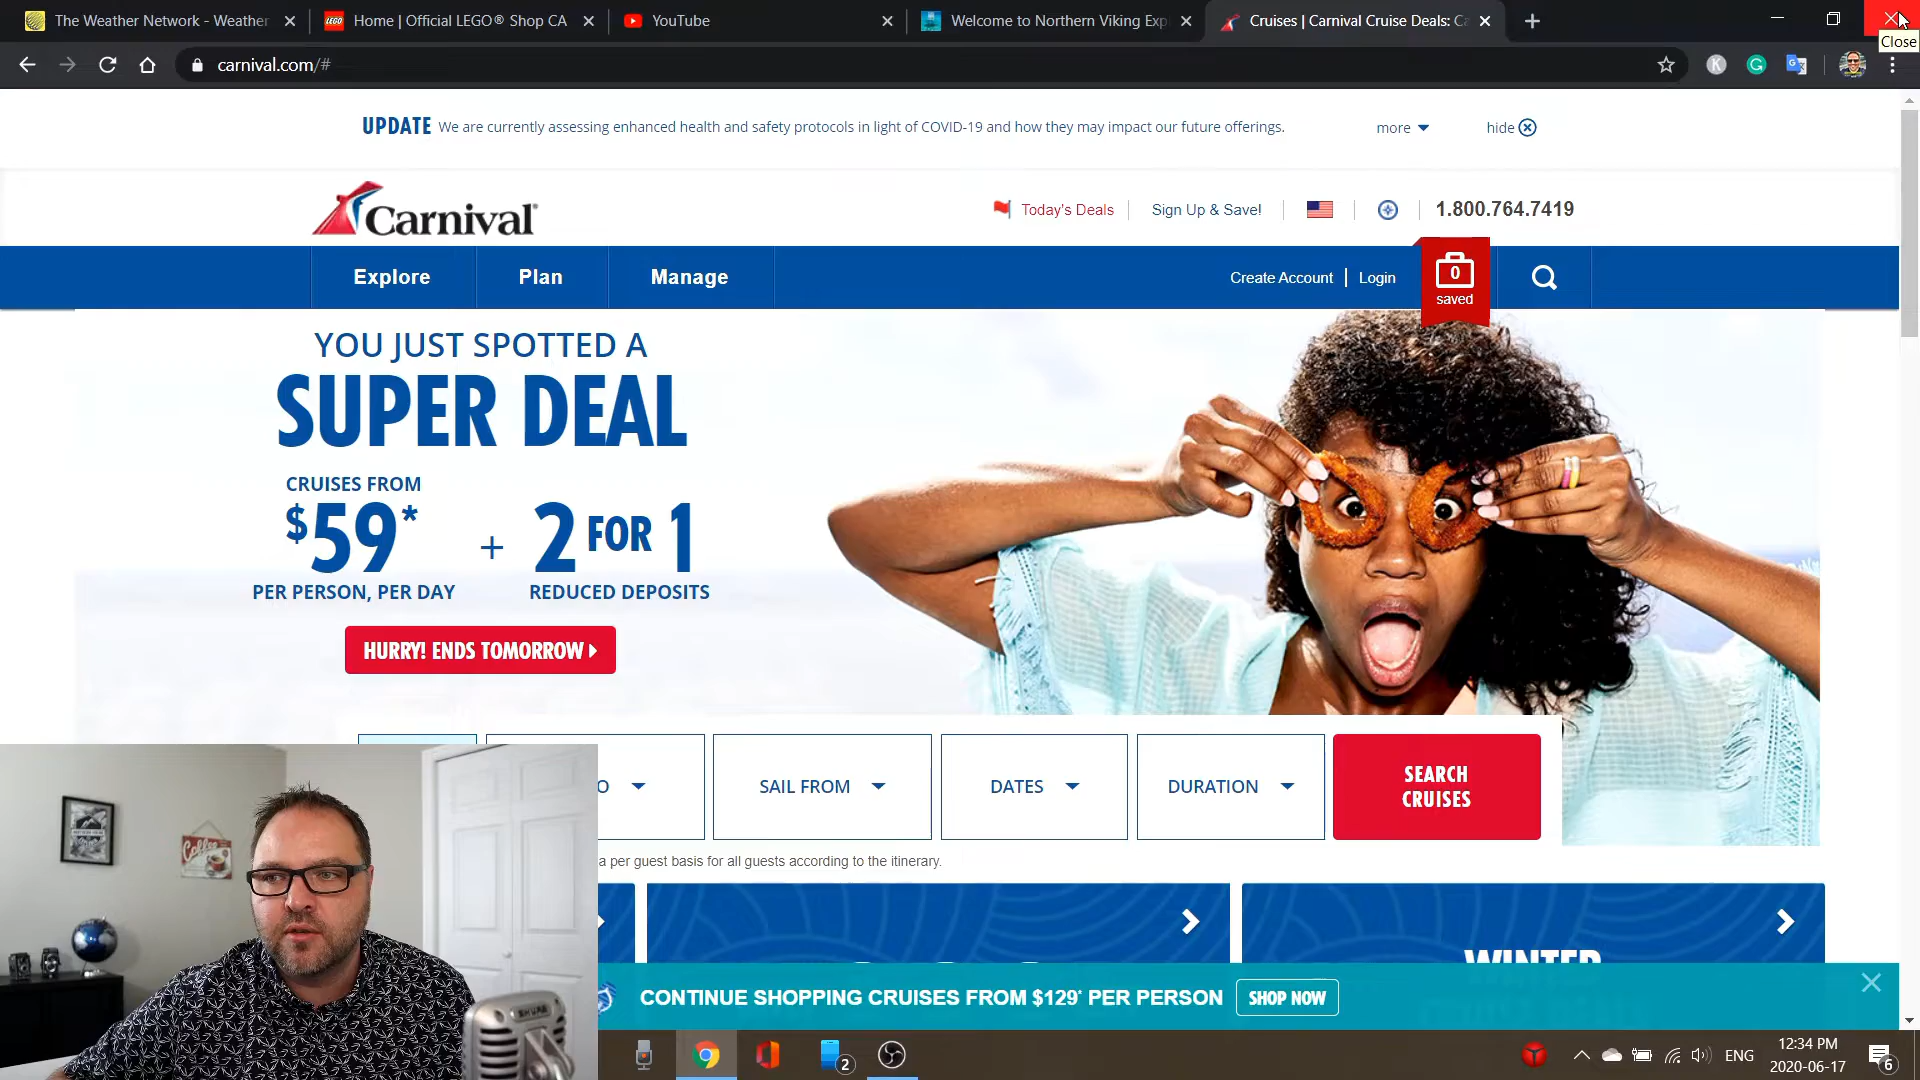 The Weather Network - Weather
Home | Official LEGO® Shop CA
YouTube
Welcome to Northern Viking Exp
Cruises | Carnival Cruise Deals: Ca
Close
carnival.com/#
UPDATE We are currently assessing enhanced health and safety protocols in light of COVID-19 and how they may impact our future offerings.
more
hide
Carnival
Today's Deals
Sign Up & Save!
1.800.764.7419
Explore
Plan
Manage
Create Account | Login
0
saved
YOU JUST SPOTTED A
SUPER DEAL
CRUISES FROM
$59* + 2 FOR 1
PER PERSON, PER DAY
REDUCED DEPOSITS
HURRY! ENDS TOMORROW
O
SAIL FROM
DATES
DURATION
SEARCH
CRUISES
a per guest basis for all guests according to the itinerary.
WINTER
CONTINUE SHOPPING CRUISES FROM $129* PER PERSON
SHOP NOW
Coffee
SHURE
2
ENG
12:34 PM
2020-06-17
6